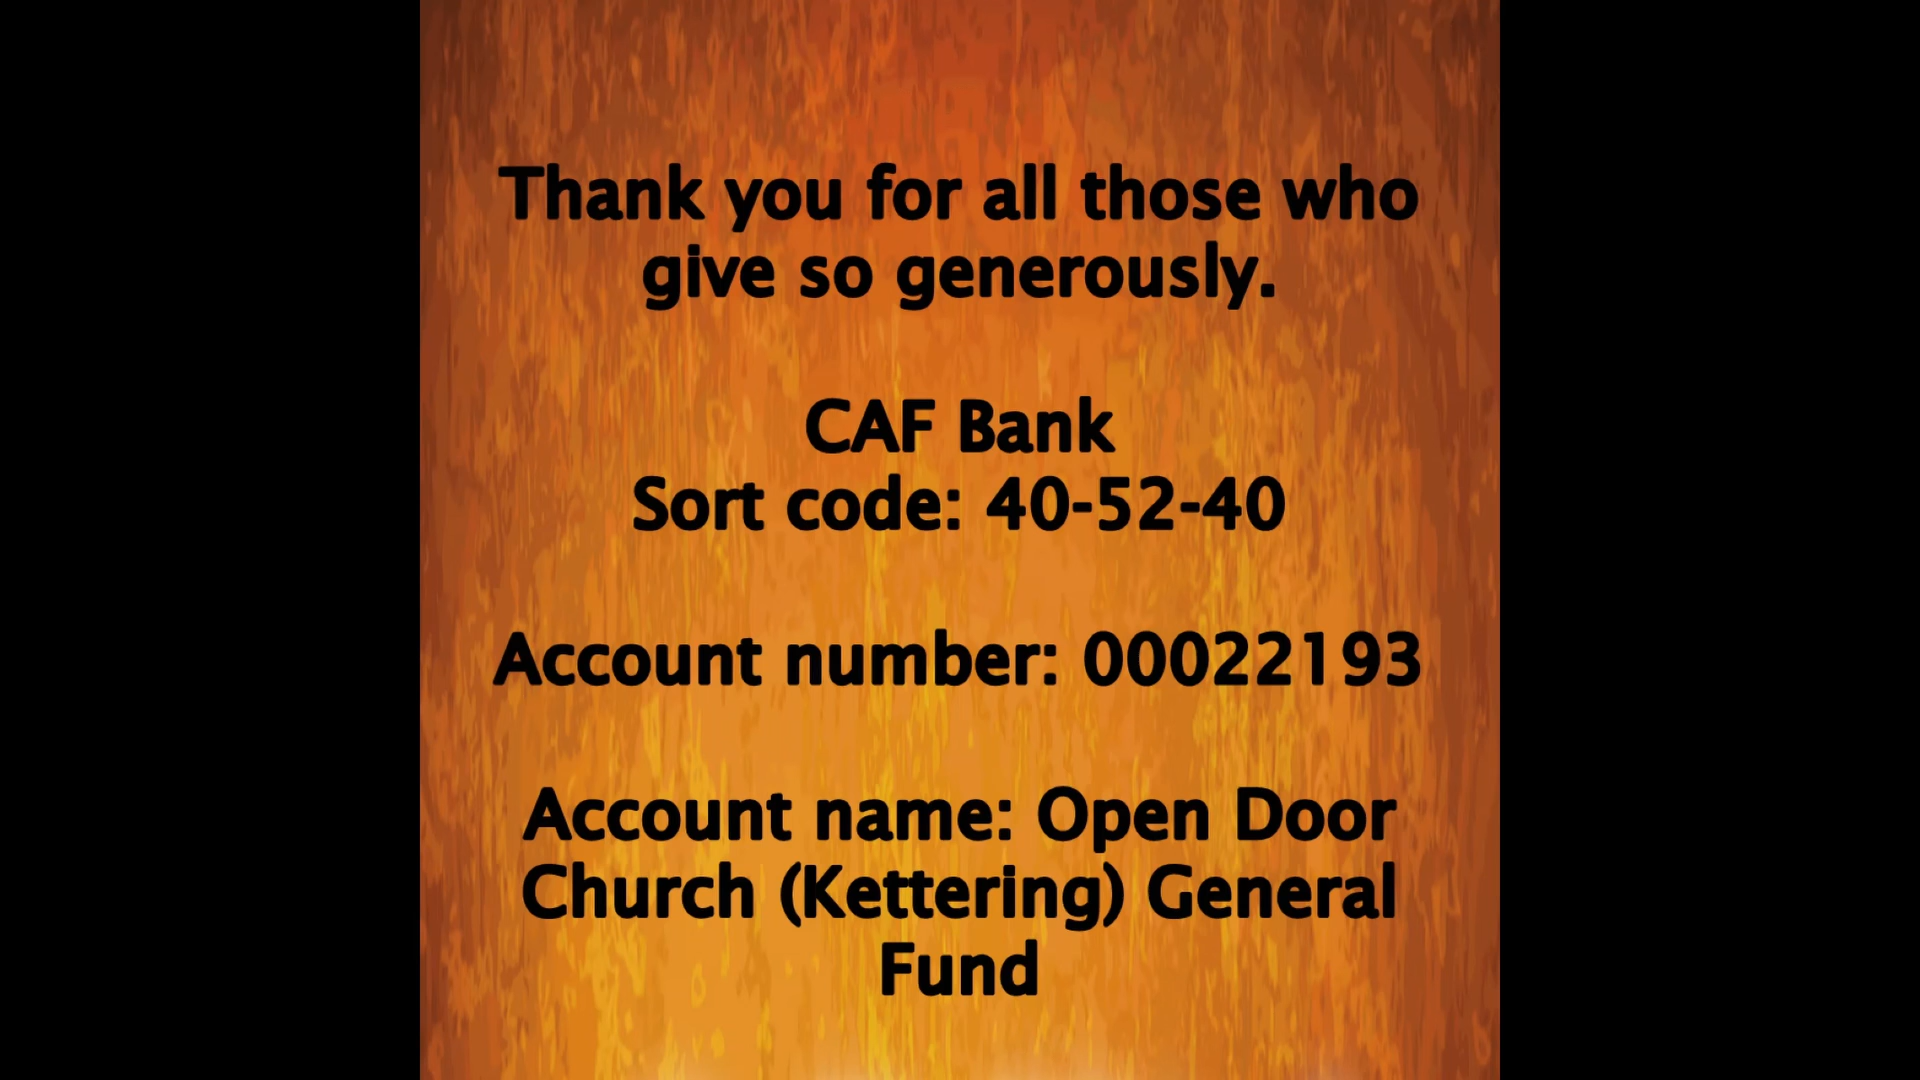 Thank you for all those who
give so generously.
CAF Bank
Sort code: 40-52-40
Account number: 00022193
Account name: Open Door
Church (Kettering) General
Fund